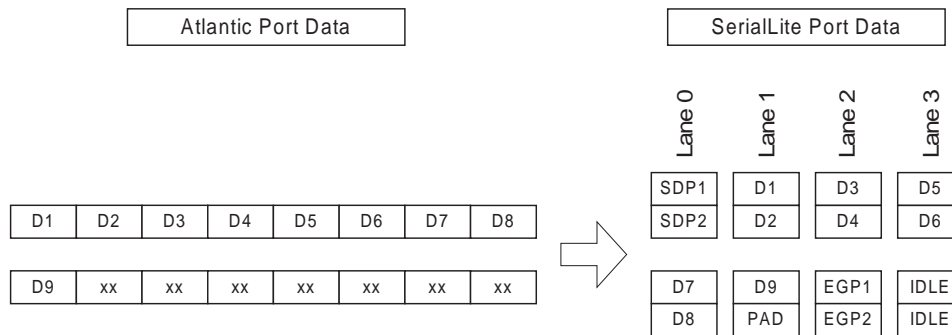 Atlantic Port Data
SerialLite Port Data
Lane 0 Lane 1 Lane 2 Lane 3
SDP1 D1 D3 D5
D1 D2 D3 D4 D5 D6 D7 D8
SDP2 D2 D4 D6
D9 xx xx xx xx xx xx xx
D7 D9 EGP1 IDLE
D8 PAD EGP2 IDLE